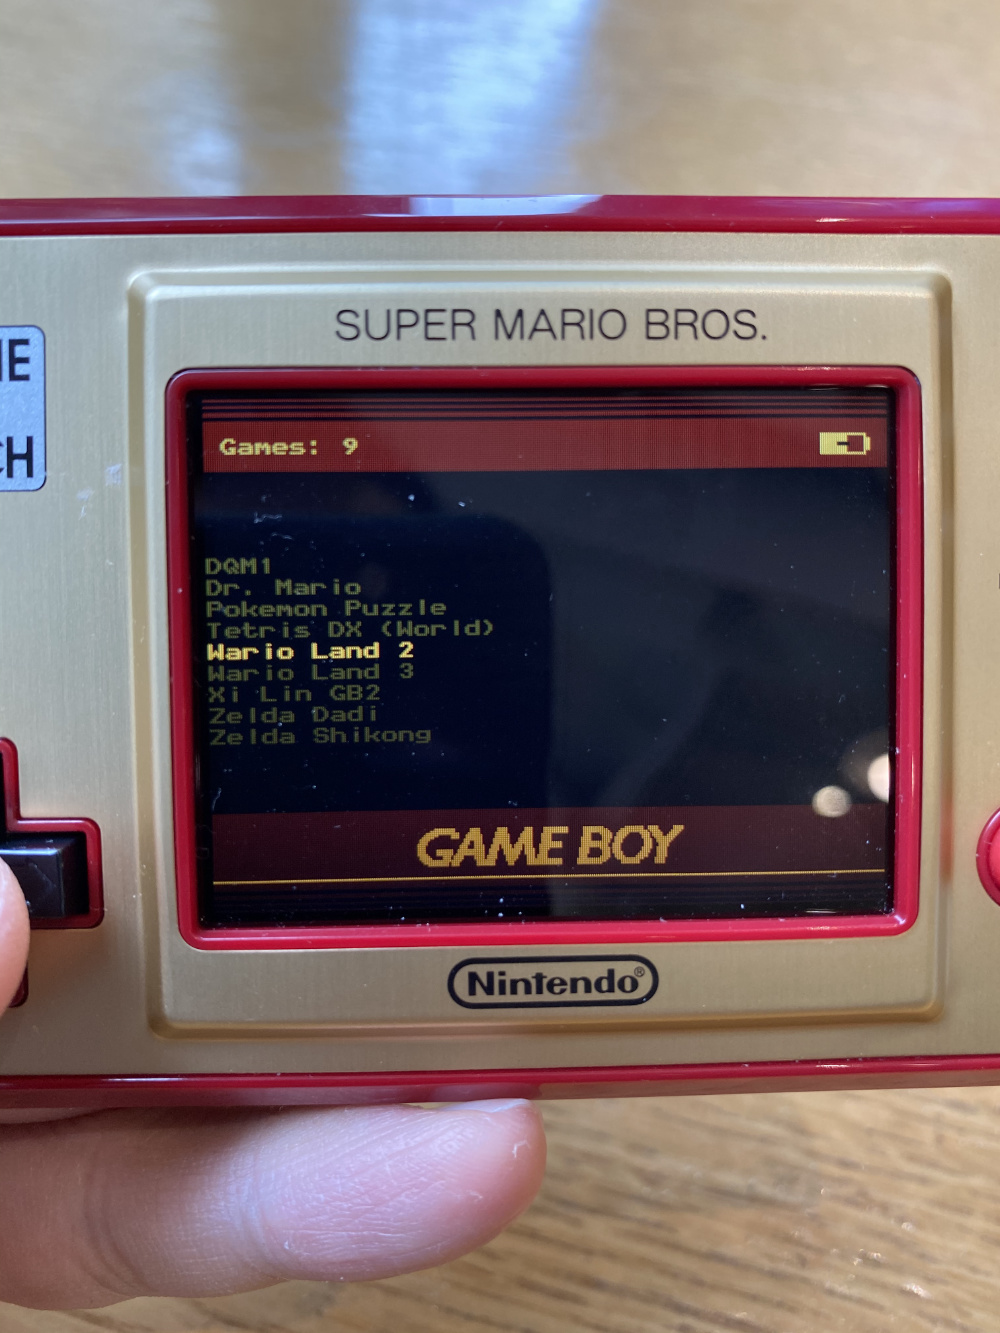 SUPER MARIO BROS.
Games: 9
DQM1
Dr. Mario
Pokemon Puzzle
Tetris DX (World)
Wario Land 2
Wario Land 3
Xi Lin GB2
Zelda Dadi
Zelda Shikong
GAME BOY
Nintendo®